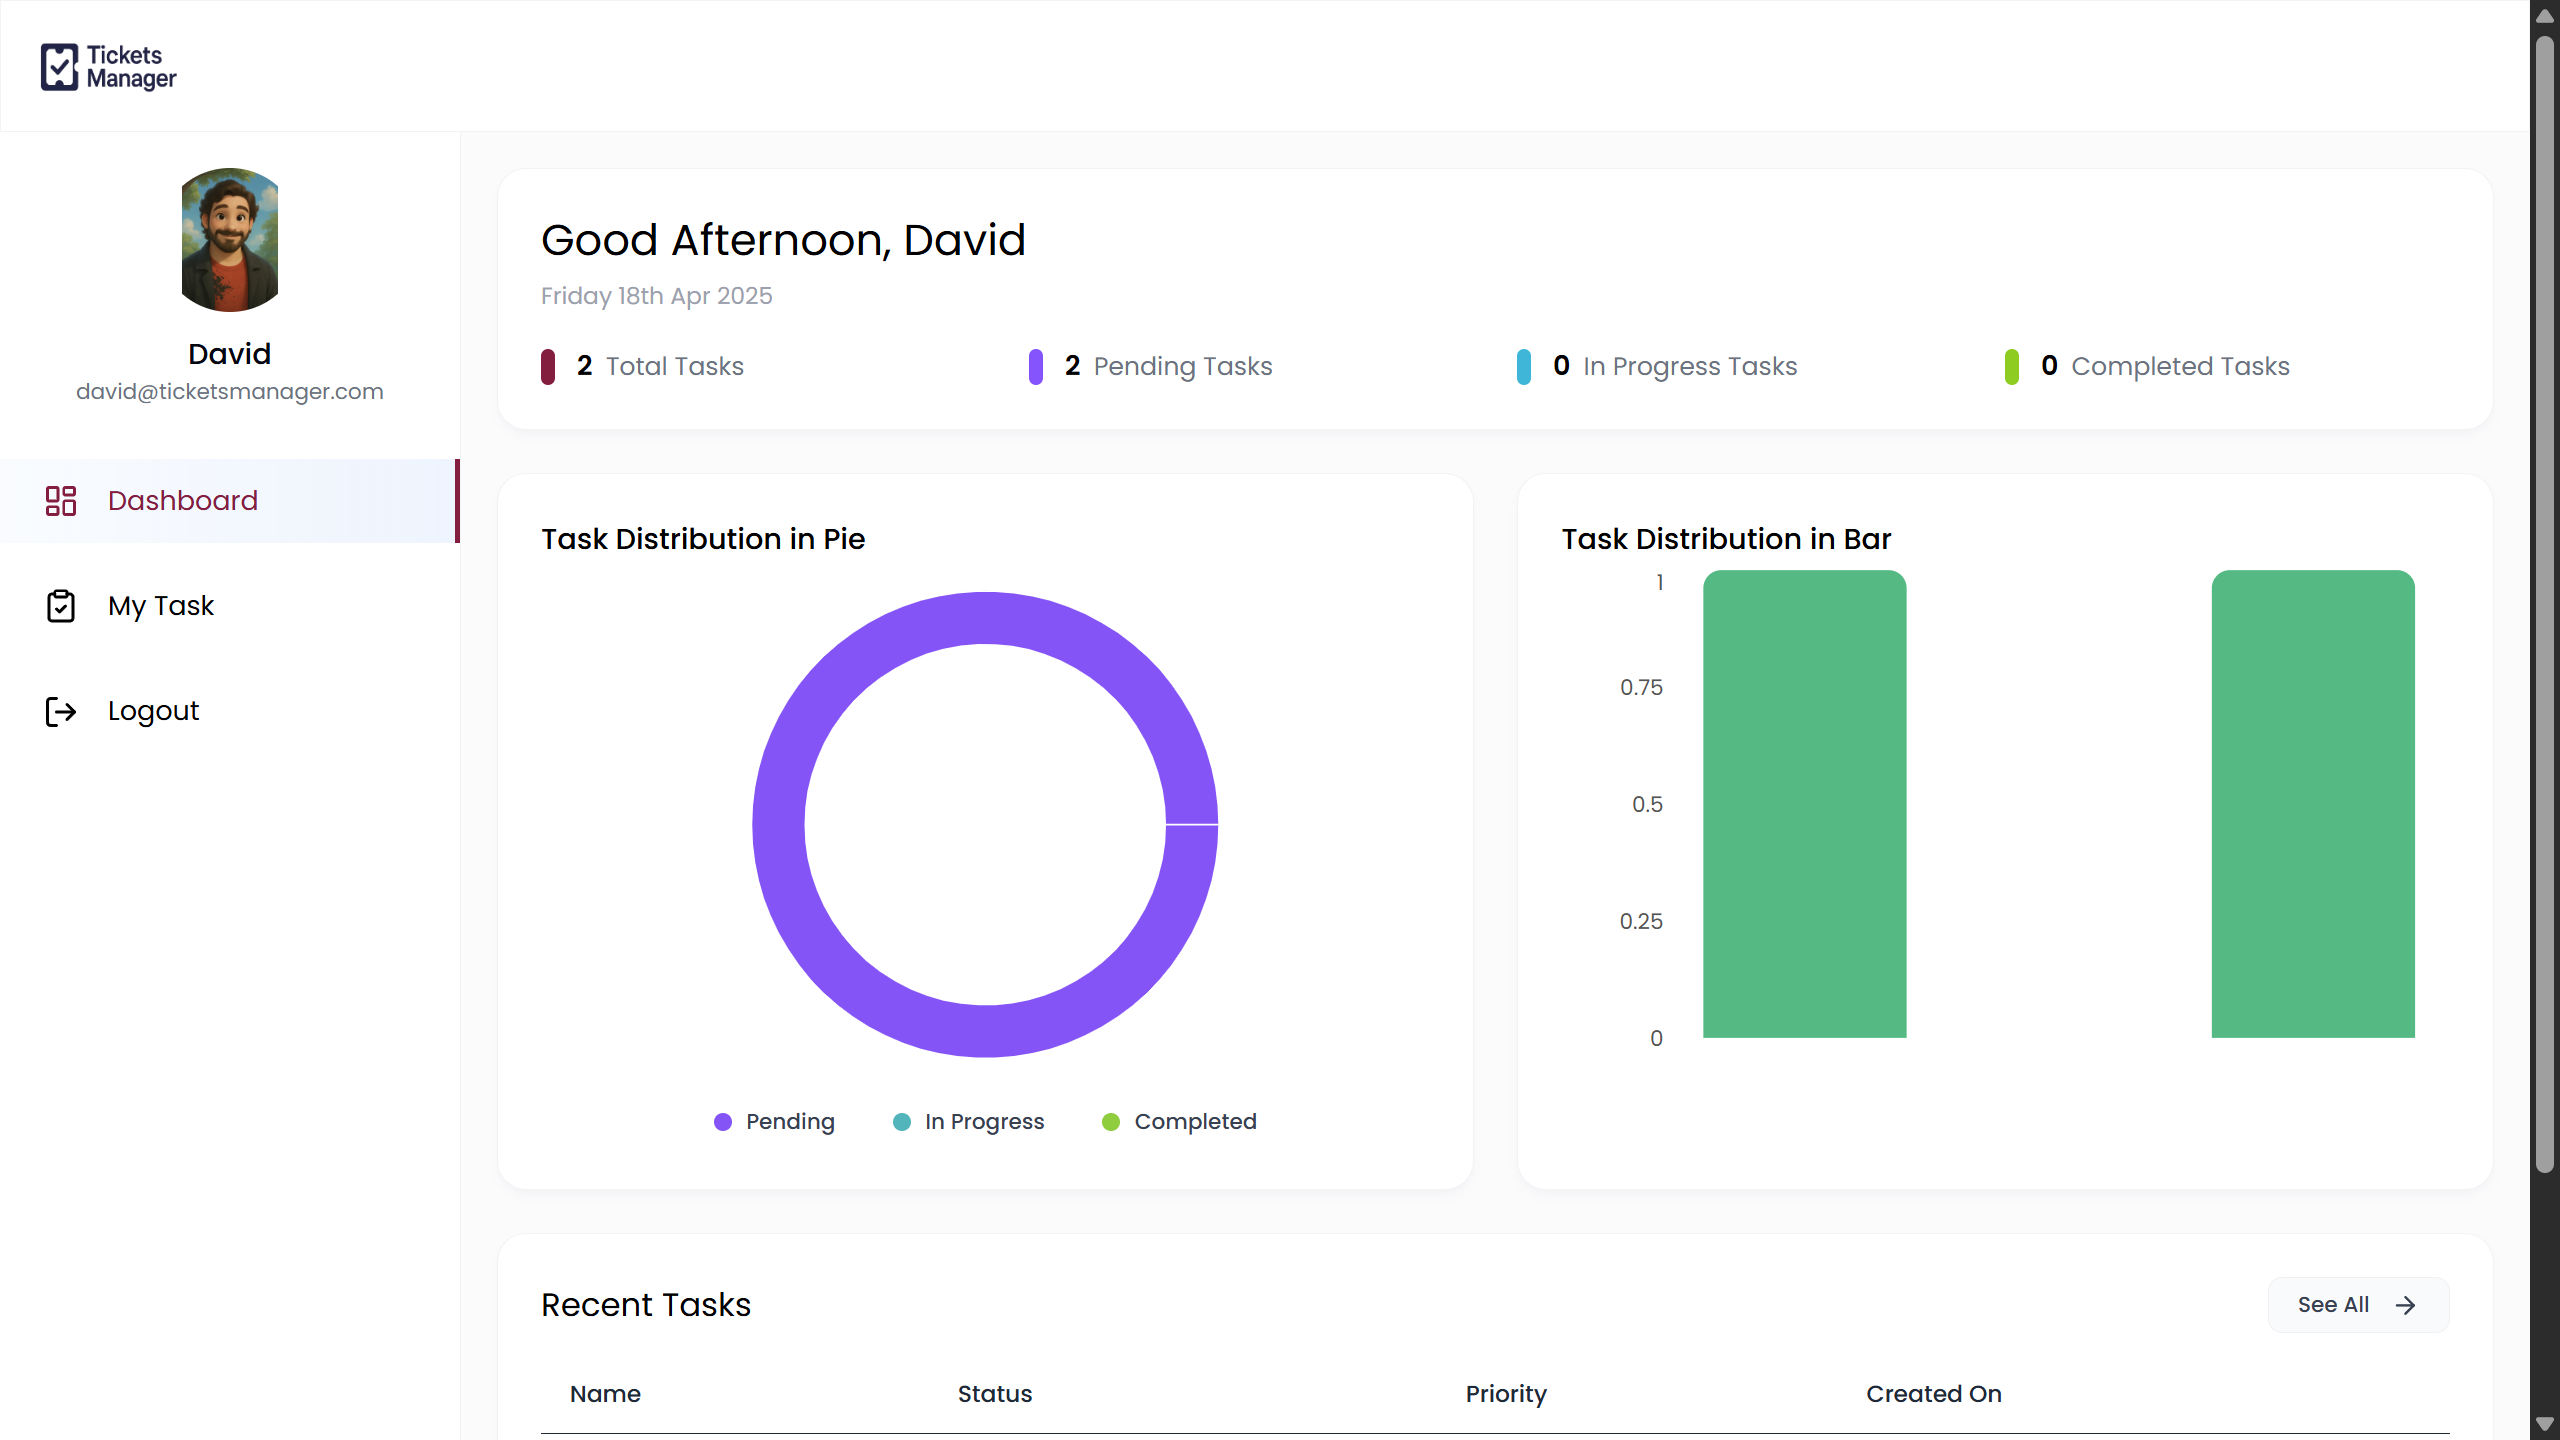 Tickets
Manager
David
david@ticketsmanager.com
Dashboard
My Task
Logout
Good Afternoon, David
Friday 18th Apr 2025
2 Total Tasks
2 Pending Tasks
0 In Progress Tasks
0 Completed Tasks
Task Distribution in Pie
Pending
In Progress
Completed
Task Distribution in Bar
1
0.75
0.5
0.25
0
Recent Tasks
See All
Name Status Priority Created On